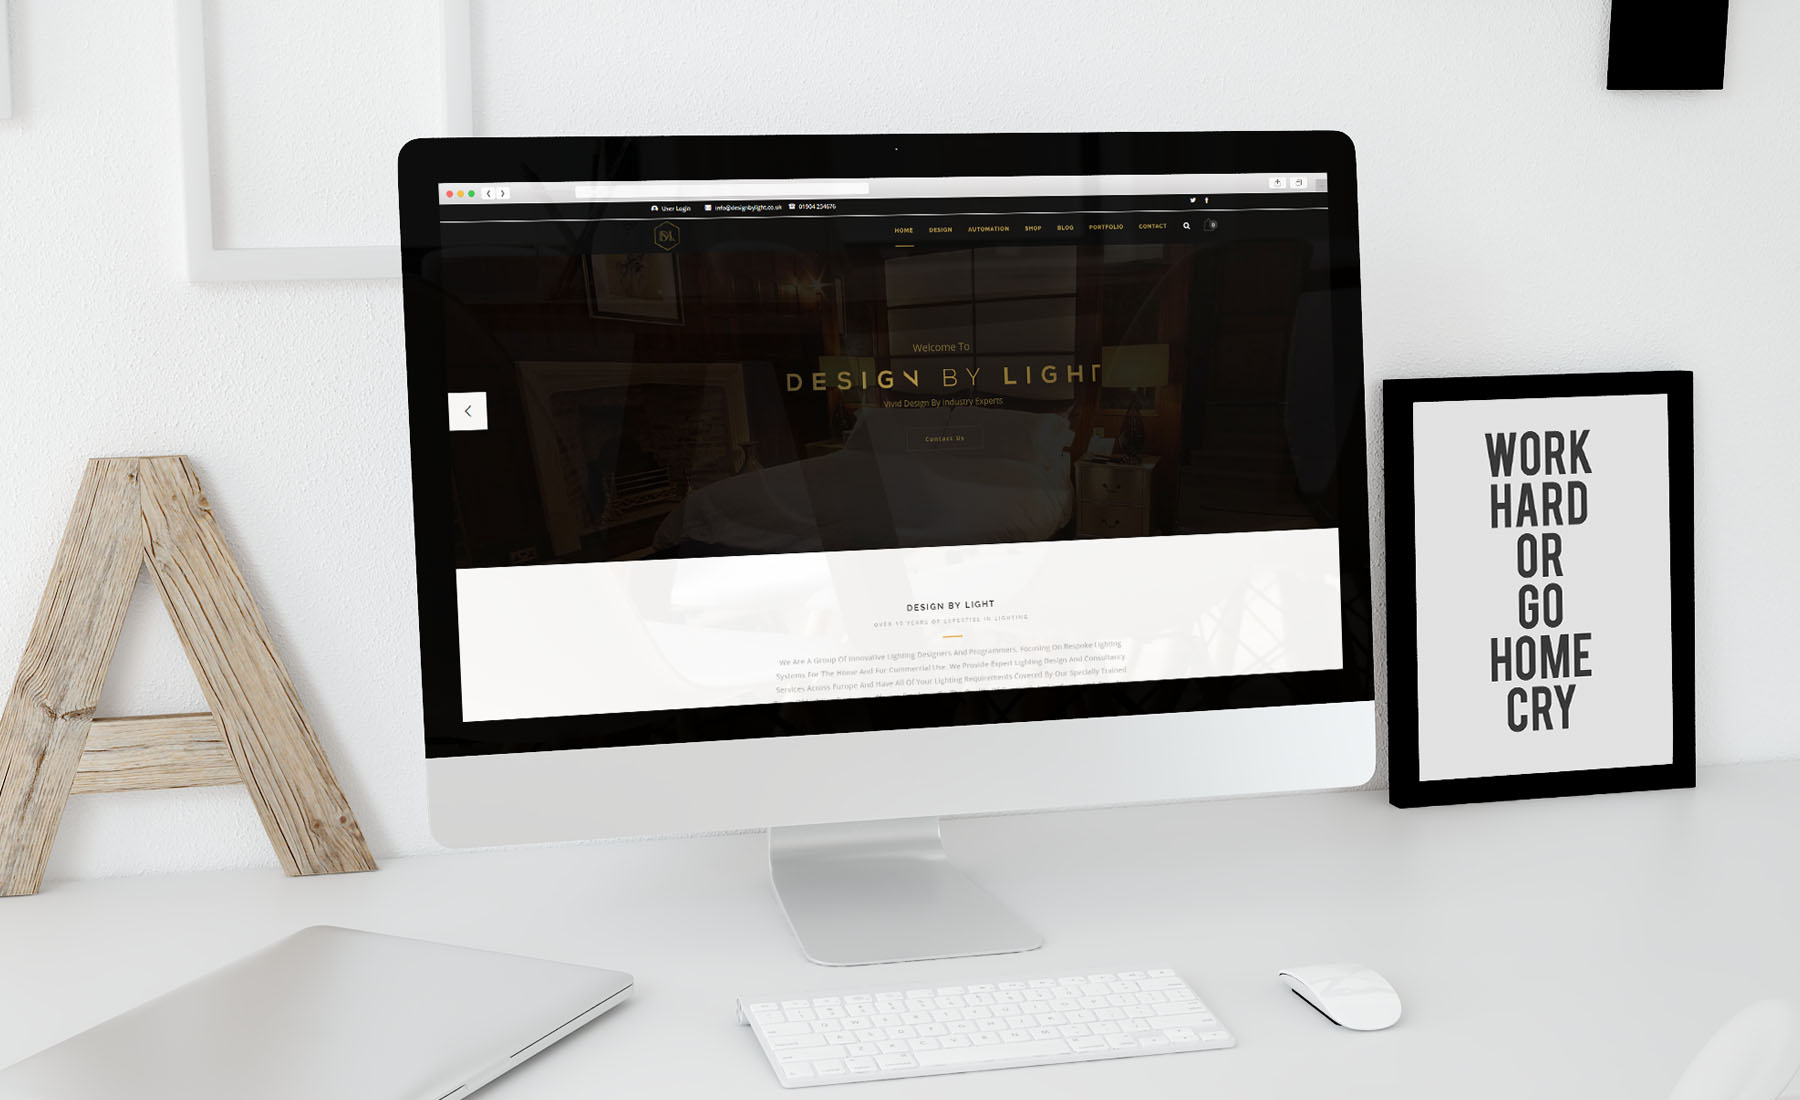 User Login info@designbylight.co.uk 01904 234676
HOME DESIGN AUTOMATION SHOP BLOG PORTFOLIO CONTACT
0
Welcome To
DESIGN BY LIGHT
Vivid Design By Industry Experts
Contact Us
DESIGN BY LIGHT
OVER 10 YEARS OF EXPERTISE IN LIGHTING
We Are A Group Of Innovative Lighting Designers And Programmers, Focusing On Bespoke Lighting
Systems For The Home And For Commercial Use. We Provide Expert Lighting Design And Consultancy
Services Across Europe And Have All Of Your Lighting Requirements Covered By Our Specially Trained
WORK
HARD
OR
GO
HOME
CRY
A